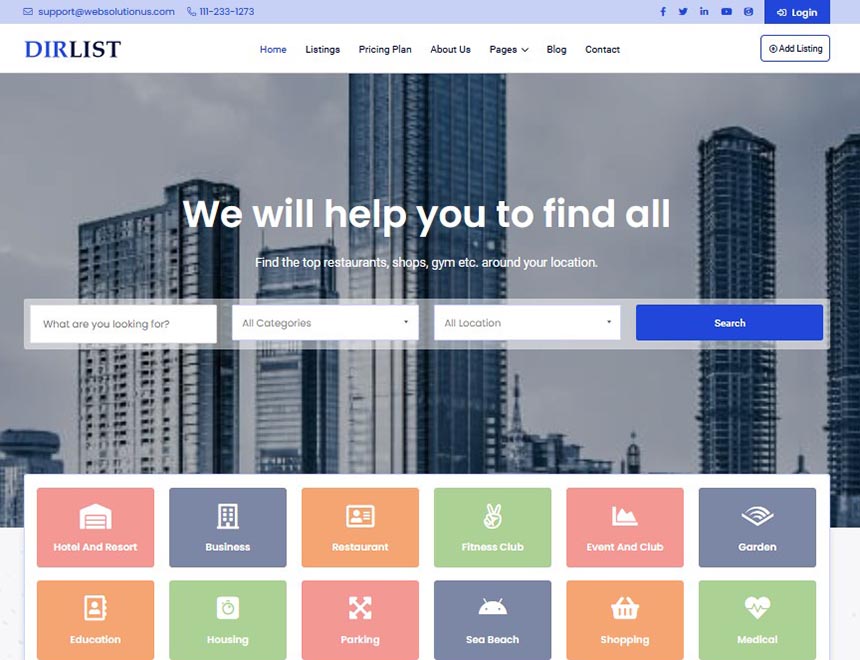 support@websolutionus.com 111-233-1273 Login
DIRLIST Home Listings Pricing Plan About Us Pages Blog Contact Add Listing
We will help you to find all
Find the top restaurants, shops, gym etc. around your location.
What are you looking for? All Categories All Location Search
Hotel And Resort Business Restaurant Fitness Club Event And Club Garden
Education Housing Parking Sea Beach Shopping Medical